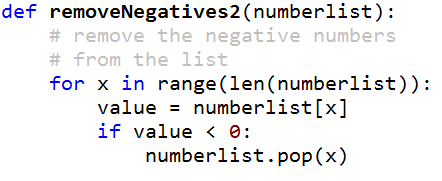 def removeNegatives2(numberlist):
    # remove the negative numbers
    # from the list
    for x in range(len(numberlist)):
        value = numberlist[x]
        if value < 0:
            numberlist.pop(x)